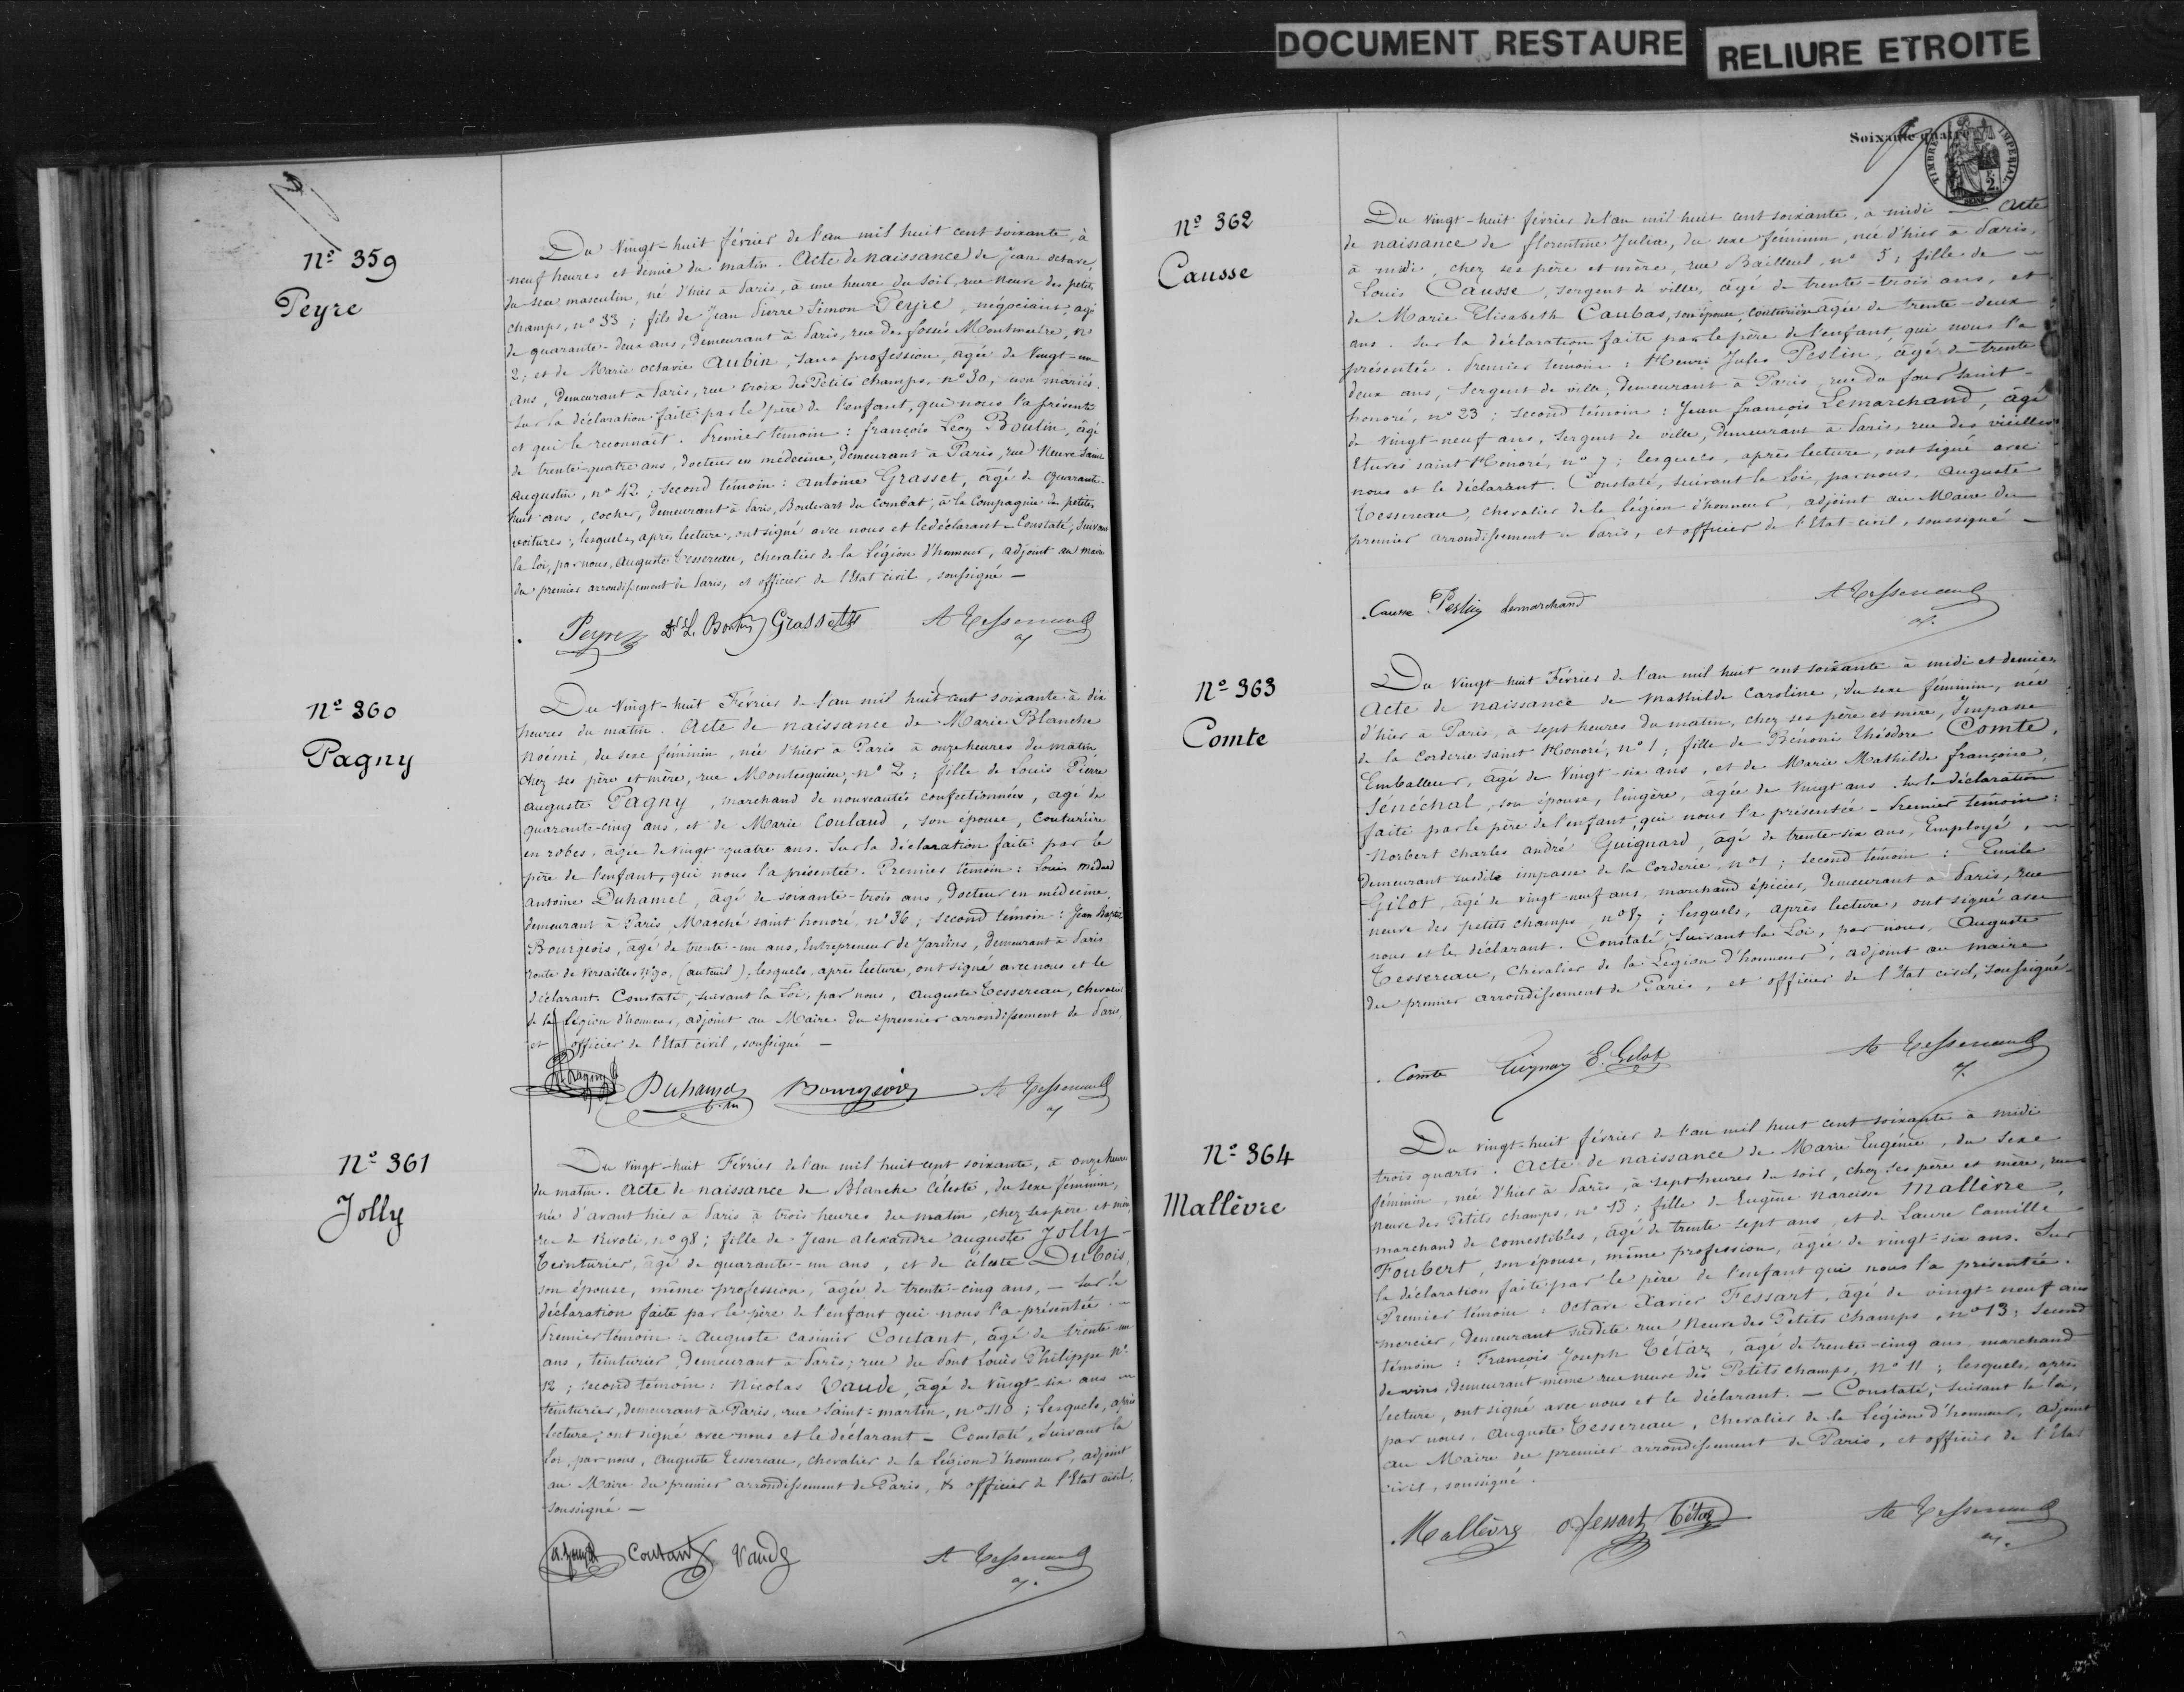 DOCUMENT RESTAURE
RELIURE ETROITE
Nº 359
Peyre
Du Vingt-huit février de l'an mil huit cent soixante, à
neuf heures et demie du matin. Acte de naissance de Jean octave,
du sexe masculin, né d'hier à Paris, à une heure du soir, rue neuve des petits
champs, nº 33 ; fils de Jean Pierre Simon Peyre, négociant, agé
de quarante-deux ans, demeurant à Paris, rue des fossés Montmartre, nº
2 ; et de Marie octavie Aubin, sans profession, agée de Vingt-un
ans, demeurant à Paris, rue croix des Petits champs, nº 30, non mariés.
Sur la déclaration faite par le père de l'enfant, qui nous l'a présenté
et qui le reconnait. Premier témoin : françois Léon Boutin, âgé
de trente-quatre ans, docteur en médecine, demeurant à Paris, rue Neuve Saint
Augustin, nº 42 ; second témoin : Antoine Grasset, âgé de Quarante-
huit ans, cocher, demeurant à Paris, Boulevart du Combat, à la Compagnie des petites
voitures ; lesquels, après lecture, ont signé avec nous et le déclarant - Constaté, suivant
la loi, par nous, Auguste Tessereau, chevalier de la Légion d'honneur, adjoint au maire
du premier arrondissement de Paris, et officier de l'Etat civil, soussigné -
Peyre Dr L. Boutin Grasset A Tessereau
Nº 360
Pagny
Du Vingt-huit Février de l'an mil huit cent soixante à dix
heures du matin. Acte de naissance de Marie Blanche
Noémi, du sexe féminin, née d'hier à Paris à onze heures du matin,
chez ses père et mère, rue Montesquieu, nº 2 ; fille de Louis Pierre
Auguste Pagny, marchand de nouveautés confectionnées, agé de
quarante-cinq ans, et de Marie Couland, son épouse, couturière
en robes, agée de vingt quatre ans. Sur la déclaration faite par le
père de l'enfant, qui nous l'a présentée. Premier témoin : Louis Médard
Antoine Duhamel, âgé de soixante-trois ans, Docteur en médecine,
demeurant à Paris, Marché saint honoré, nº 36 ; second témoin : Jean Baptiste
Bourgeois, âgé de trente-un ans, Entrepreneur de Jardins, demeurant à Paris
route de Versailles, nº 90, (auteuil), lesquels, après lecture, ont signé avec nous et le
déclarant. Constaté, suivant la Loi, par nous, Auguste Tessereau, chevalier
de la Légion d'honneur, adjoint au Maire du premier arrondissement de Paris,
et officier de l'Etat civil, soussigné -
Pagny Duhamel Bourgeois A Tessereau
Nº 361
Jolly
Du Vingt-huit Février de l'an mil huit cent soixante, à onze heures
du matin. Acte de naissance de Blanche Céleste, du sexe féminin,
née d'avant hier à Paris à trois heures du matin, chez ses père et mère
rue de Rivoli, nº 98 ; fille de Jean alexandre auguste Jolly -
Teinturier, âgé de quarante-un ans, et de céleste Dubois,
son épouse, même profession, agée de trente-cinq ans, - Sur la
déclaration faite par le père de l'enfant qui nous l'a présentée. -
Premier témoin : Auguste casimir Coutant, âgé de trente-un
ans, teinturier, demeurant à Paris, rue du Pont Louis Philippe nº
12 ; second témoin : Nicolas Vaude, âgé de Vingt-six ans -
teinturier, demeurant à Paris, rue Saint-martin, nº 110 ; lesquels, après
lecture, ont signé avec nous et le déclarant - Constaté, suivant la
loi, par nous, Auguste Tessereau, chevalier de la Légion d'honneur, adjoint
au Maire du premier arrondissement de Paris, & officier de l'Etat civil,
soussigné -
A. Jolly Coutant Vaude A Tessereau
Soixante quatre
TIMBRE IMPERIAL
2.
Nº 362
Causse
Du Vingt-huit février de l'an mil huit cent soixante, à midi - Acte
de naissance de florentine Julia, du sexe féminin, née d'hier à Paris,
à midi, chez ses père et mère, rue Bailleul, nº 5 ; fille de -
Louis Causse, sergent de ville, âgé de trente-trois ans, et
de Marie Elisabeth Caubas, son épouse, couturière agée de trente-deux
ans. Sur la déclaration faite par le père de l'enfant, qui nous l'a
présentée. Premier témoin : Henri Jules Peslin, âgé de trente
deux ans, Sergent de ville, demeurant à Paris, rue du four saint-
honoré, nº 23 ; second témoin : Jean françois Lemarchand, âgé
de Vingt-neuf ans, Sergent de ville, demeurant à Paris, rue des vieilles
Etuves saint Honoré, nº 7 ; lesquels, après lecture, ont signé avec
nous et le déclarant. Constaté, suivant la Loi, par nous, Auguste
Tessereau, chevalier de la légion d'honneur, adjoint au Maire du
premier arrondissement de Paris, et officier de l'Etat civil, soussigné -
Causse Peslin Lemarchand A Tessereau
Nº 363
Comte
Du Vingt-huit Février de l'an mil huit cent soixante à midi et demie,
Acte de naissance de Mathilde Caroline, du sexe féminin, née
d'hier à Paris, à sept heures du matin, chez ses père et mère, Impasse
de la Corderie saint Honoré, nº 1 ; fille de Bénoni Théodore Comte,
Emballeur, âgé de Vingt-six ans, et de Marie Mathilde françoise
Sénéchal, son épouse, lingère, agée de Vingt ans. Sur la déclaration
faite par le père de l'enfant, qui nous l'a présentée - Premier témoin :
Norbert charles andré Guignard, âgé de trente-six ans, Employé, -
demeurant susdite impasse de la Corderie, nº 1 ; second témoin : Emile
Gilot, âgé de vingt-neuf ans, marchand épicier, demeurant à Paris, rue
neuve des petits champs, nº 87 ; lesquels, après lecture, ont signé avec
nous et le déclarant. Constaté, suivant la Loi, par nous, Auguste
Tessereau, Chevalier de la Légion d'honneur, adjoint au maire
du premier arrondissement de Paris, et officier de l'Etat civil, soussigné -
Comte E. Gilot A Tessereau
Nº 364
Mallèvre
Du vingt-huit février de l'an mil huit cent soixante à midi
trois quarts. Acte de naissance de Marie Eugénie, du Sexe
féminin, née d'hier à Paris, à sept heures du soir, chez ses père et mère, rue
Neuve des Petits champs, nº 13 ; fille de Eugène Narcisse Mallèvre,
marchand de comestibles, âgé de trente-sept ans, et de Laure Camille
Foubert, son épouse, même profession, âgée de vingt-six ans. Sur
la déclaration faite par le père de l'enfant qui nous l'a présentée.
Premier témoin : Octave Xavier Fessart, âgé de vingt-neuf ans
mercier, demeurant susdite rue Neuve des Petits champs, nº 13 ; second
témoin : François Joseph Tétaz, âgé de trente-cinq ans, marchand
de vins, demeurant même rue neuve des Petits champs, Nº 11 ; lesquels, après
lecture, ont signé avec nous et le déclarant. - Constaté, suivant la loi,
par nous, Auguste Tessereau, chevalier de la Légion d'honneur, adjoint
au Maire du premier arrondissement de Paris, et officier de l'Etat
civil, soussigné.
Mallèvre O Fessart Tétaz A Tessereau